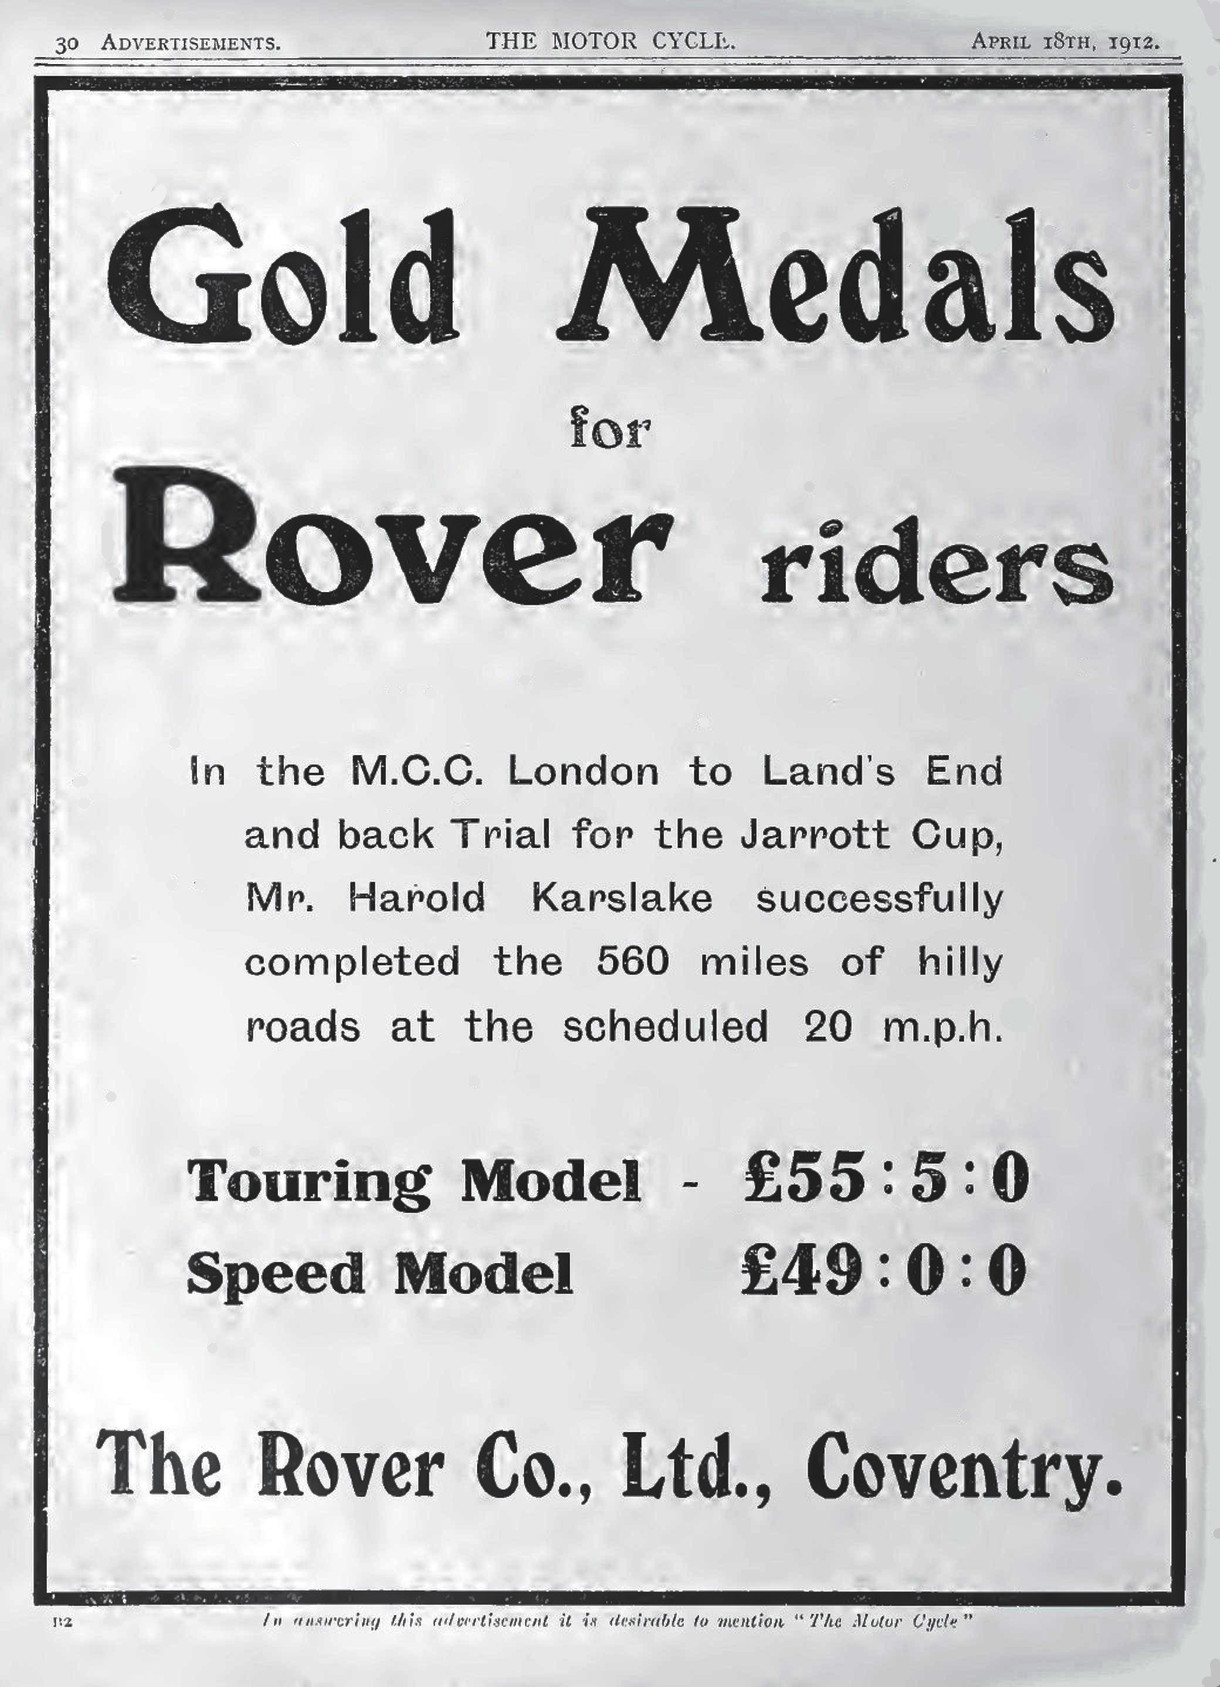 30 ADVERTISEMENTS. THE MOTOR CYCLE. APRIL 18TH, 1912.
Gold Medals
for
Rover riders
In the M.C.C. London to Land's End
and back Trial for the Jarrott Cup,
Mr. Harold Karslake successfully
completed the 560 miles of hilly
roads at the scheduled 20 m.p.h.
Touring Model - £55:5:0
Speed Model £49:0:0
The Rover Co., Ltd., Coventry.
B2 In answering this advertisement it is desirable to mention "The Motor Cycle"